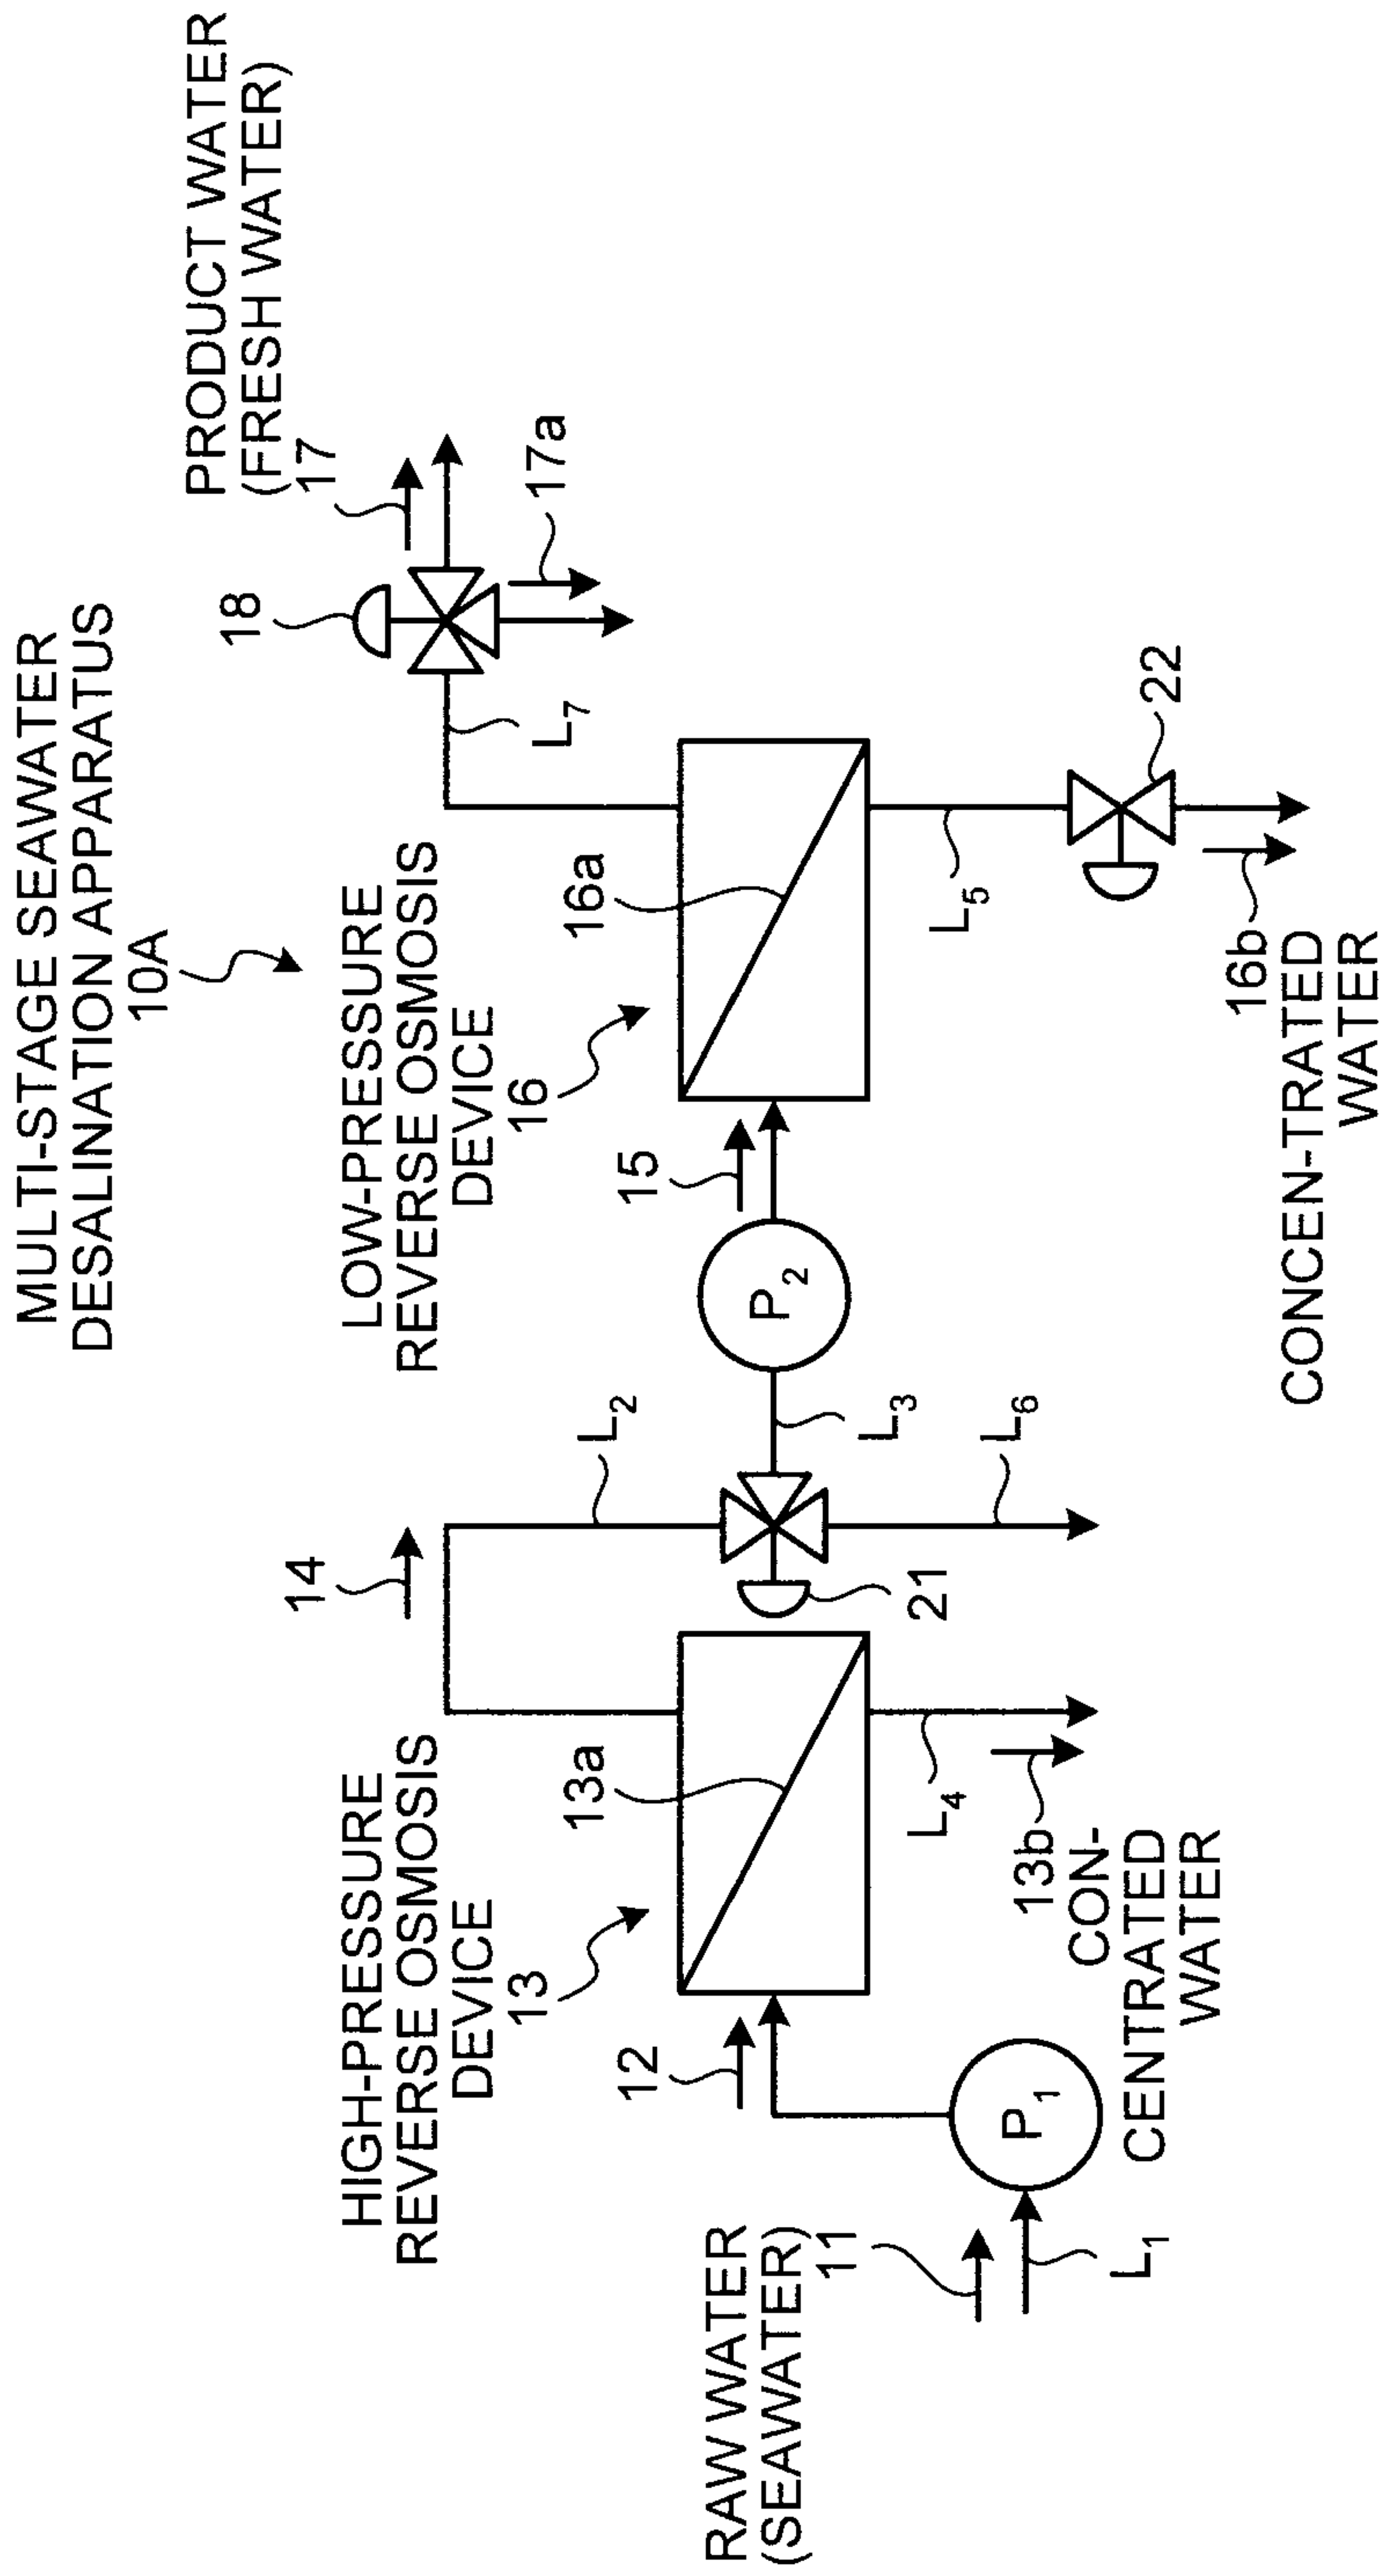 MULTI-STAGE SEAWATER
DESALINATION APPARATUS
10A
PRODUCT WATER
(FRESH WATER)
17
18
17a
L7
LOW-PRESSURE
REVERSE OSMOSIS
DEVICE
16
16a
15
P2
L5
22
16b
CONCEN-TRATED
WATER
HIGH-PRESSURE
REVERSE OSMOSIS
DEVICE
13
13a
14
L2
L3
L6
21
12
L4
13b
CON-
CENTRATED
WATER
P1
RAW WATER
(SEAWATER)
11
L1